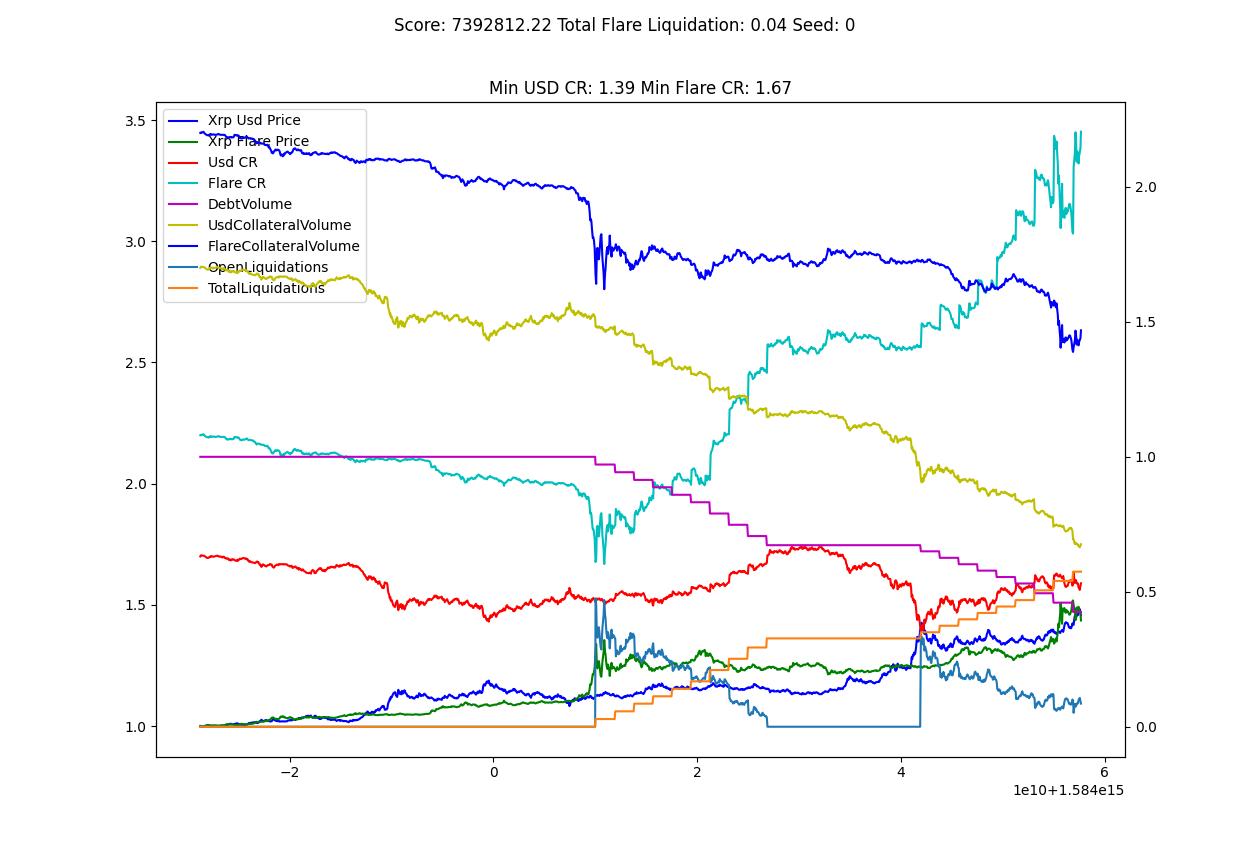 Score: 7392812.22 Total Flare Liquidation: 0.04 Seed: 0
Min USD CR: 1.39 Min Flare CR: 1.67
Xrp Usd Price
Xrp Flare Price
Usd CR
Flare CR
DebtVolume
UsdCollateralVolume
FlareCollateralVolume
OpenLiquidations
TotalLiquidations
3.5
3.0
2.5
2.0
1.5
1.0
2.0
1.5
1.0
0.5
0.0
−2
0
2
4
6
1e10+1.584e15